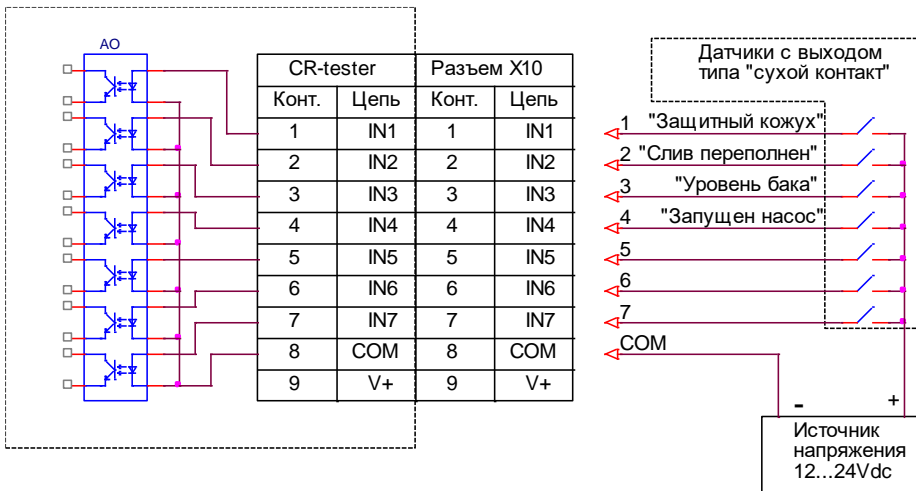 АО
CR-tester Разъем X10
Конт. Цепь Конт. Цепь
1 IN1 1 IN1
2 IN2 2 IN2
3 IN3 3 IN3
4 IN4 4 IN4
5 IN5 5 IN5
6 IN6 6 IN6
7 IN7 7 IN7
8 COM 8 COM
9 V+ 9 V+
Датчики с выходом
типа "сухой контакт"
1 "Защитный кожух"
2 "Слив переполнен"
3 "Уровень бака"
4 "Запущен насос"
5
6
7
COM
- +
Источник
напряжения
12...24Vdc